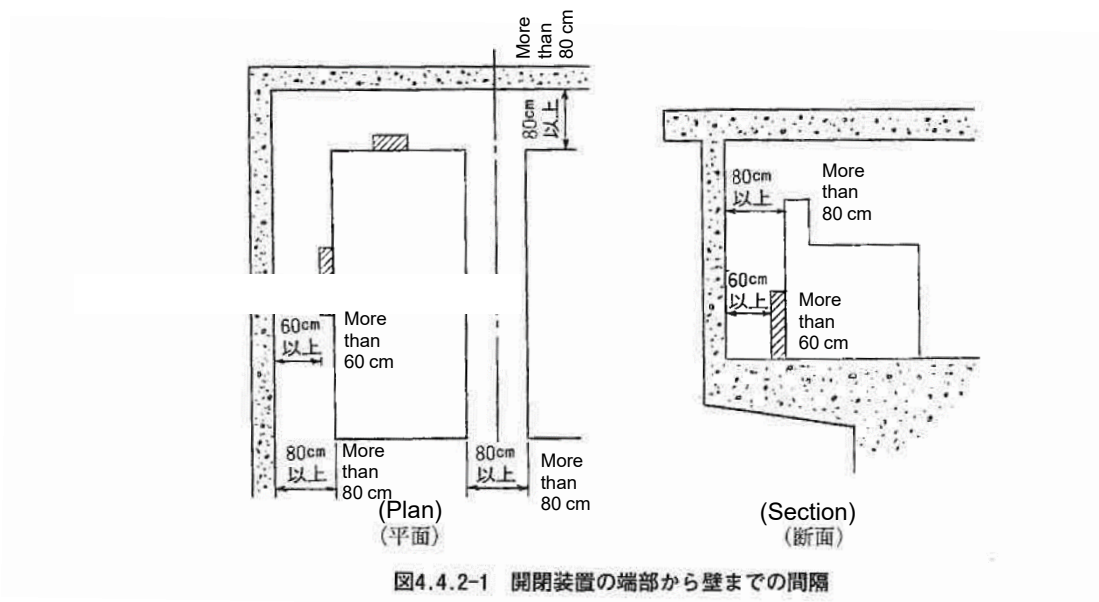 More
than
80 cm
80cm
以上
60cm
以上
More
than
60 cm
80cm
以上
More
than
80 cm
80cm
以上
More
than
80 cm
(Plan)
(平面)
80cm
以上
More
than
80 cm
60cm
以上
More
than
60 cm
(Section)
(断面)
図4.4.2-1 開閉装置の端部から壁までの間隔